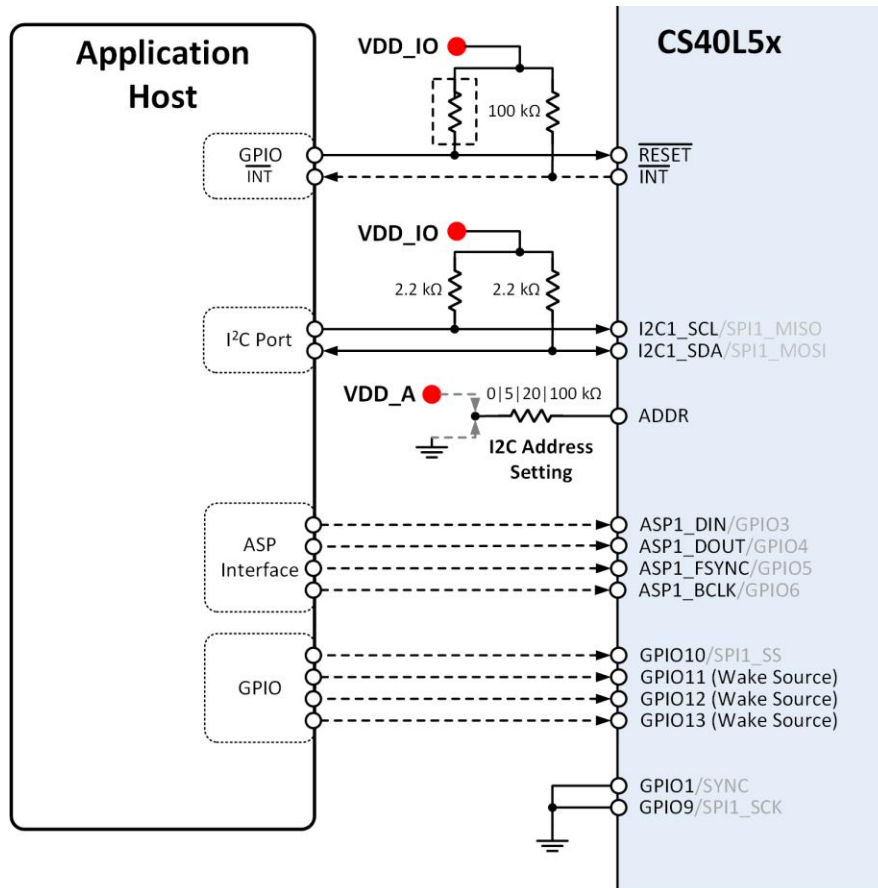 Application
Host
CS40L5x
VDD_IO
100 kΩ
GPIO
INT
RESET
INT
VDD_IO
2.2 kΩ
2.2 kΩ
I²C Port
I2C1_SCL/SPI1_MISO
I2C1_SDA/SPI1_MOSI
VDD_A
0|5|20|100 kΩ
ADDR
I2C Address
Setting
ASP
Interface
ASP1_DIN/GPIO3
ASP1_DOUT/GPIO4
ASP1_FSYNC/GPIO5
ASP1_BCLK/GPIO6
GPIO
GPIO10/SPI1_SS
GPIO11 (Wake Source)
GPIO12 (Wake Source)
GPIO13 (Wake Source)
GPIO1/SYNC
GPIO9/SPI1_SCK